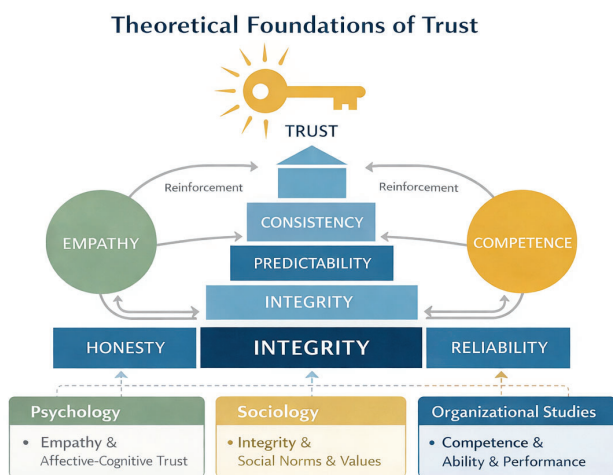 Theoretical Foundations of Trust
TRUST
Reinforcement
Reinforcement
CONSISTENCY
EMPATHY
COMPETENCE
PREDICTABILITY
INTEGRITY
HONESTY
INTEGRITY
RELIABILITY
Psychology
• Empathy &
Affective-Cognitive Trust
Sociology
• Integrity &
Social Norms & Values
Organizational Studies
• Competence &
Ability & Performance